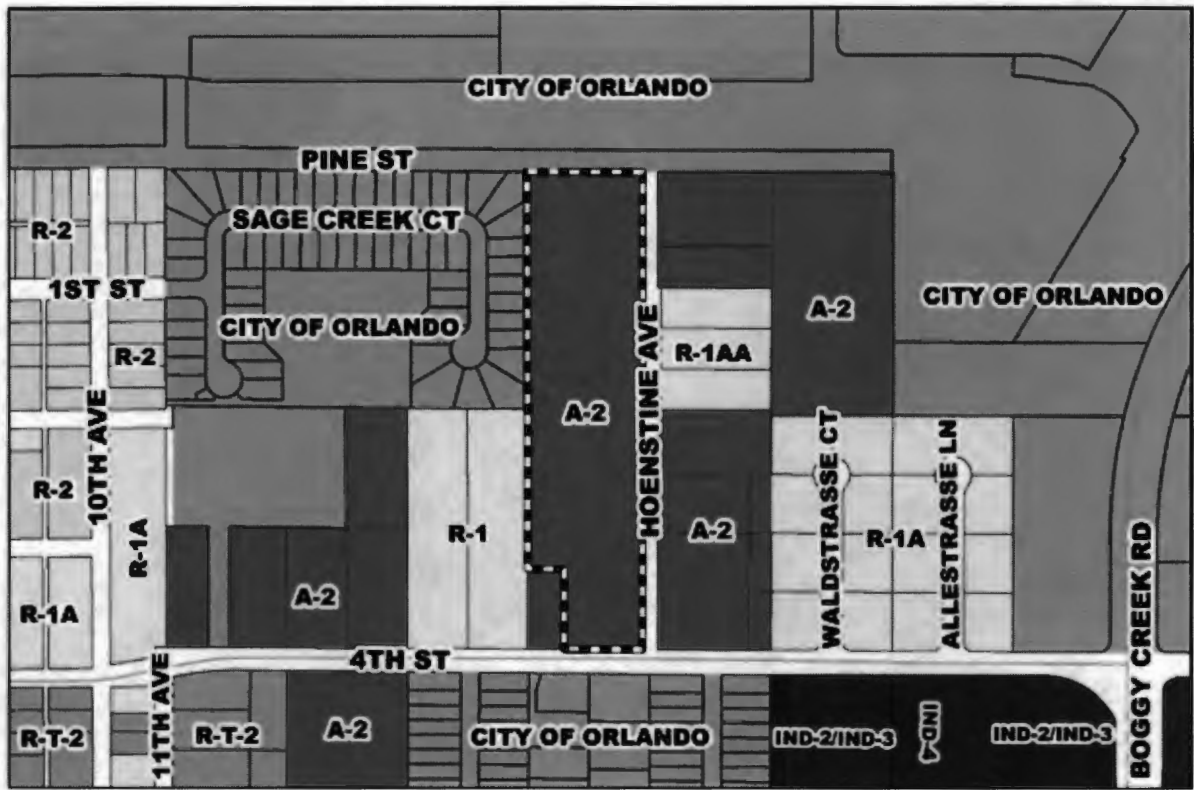 CITY OF ORLANDO
PINE ST
SAGE CREEK CT
R-2
1ST ST
CITY OF ORLANDO
R-2
10TH AVE
R-2
R-1A
R-1A
A-2
R-1
A-2
HOENSTINE AVE
R-1AA
A-2
CITY OF ORLANDO
A-2
WALDSTRASSE CT
R-1A
ALLESTRASSE LN
BOGGY CREEK RD
4TH ST
R-T-2
11TH AVE
R-T-2
A-2
CITY OF ORLANDO
IND-2/IND-3
IND-4
IND-2/IND-3